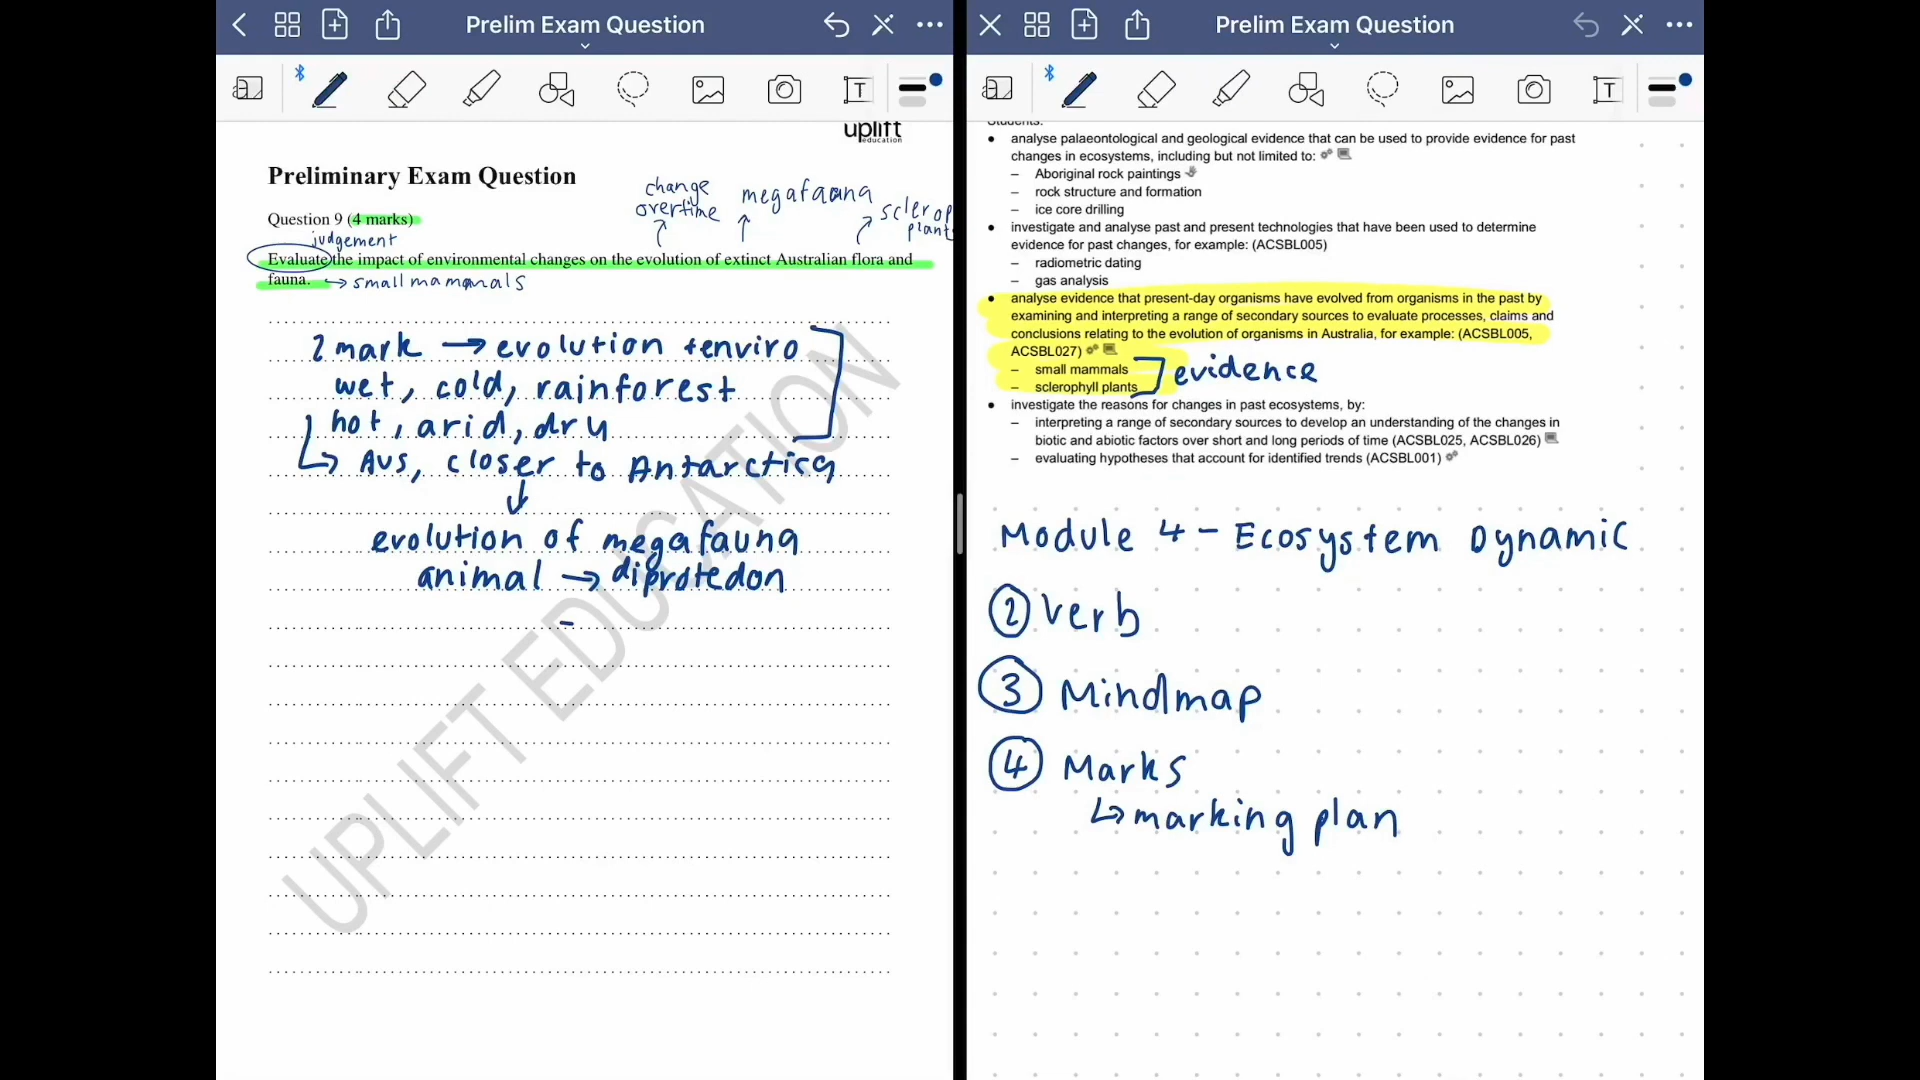 Prelim Exam Question
uplift
education
Preliminary Exam Question
change
overtime
megafauna
sclerop
plant
Question 9 (4 marks)
judgement
Evaluate the impact of environmental changes on the evolution of extinct Australian flora and
fauna. → small mammals
2 mark → evolution + enviro
wet, cold, rainforest
hot, arid, dry
↳ Aus, closer to Antarctica
↓
evolution of megafauna
animal → diprotedon
-
UPLIFT EDUCATION
Prelim Exam Question
Students:
• analyse palaeontological and geological evidence that can be used to provide evidence for past
changes in ecosystems, including but not limited to:
– Aboriginal rock paintings
– rock structure and formation
– ice core drilling
• investigate and analyse past and present technologies that have been used to determine
evidence for past changes, for example: (ACSBL005)
– radiometric dating
– gas analysis
• analyse evidence that present-day organisms have evolved from organisms in the past by
examining and interpreting a range of secondary sources to evaluate processes, claims and
conclusions relating to the evolution of organisms in Australia, for example: (ACSBL005,
ACSBL027)
– small mammals
– sclerophyll plants
evidence
• investigate the reasons for changes in past ecosystems, by:
– interpreting a range of secondary sources to develop an understanding of the changes in
biotic and abiotic factors over short and long periods of time (ACSBL025, ACSBL026)
– evaluating hypotheses that account for identified trends (ACSBL001)
Module 4 - Ecosystem Dynamic
② Verb
③ Mindmap
④ Marks
↳ marking plan